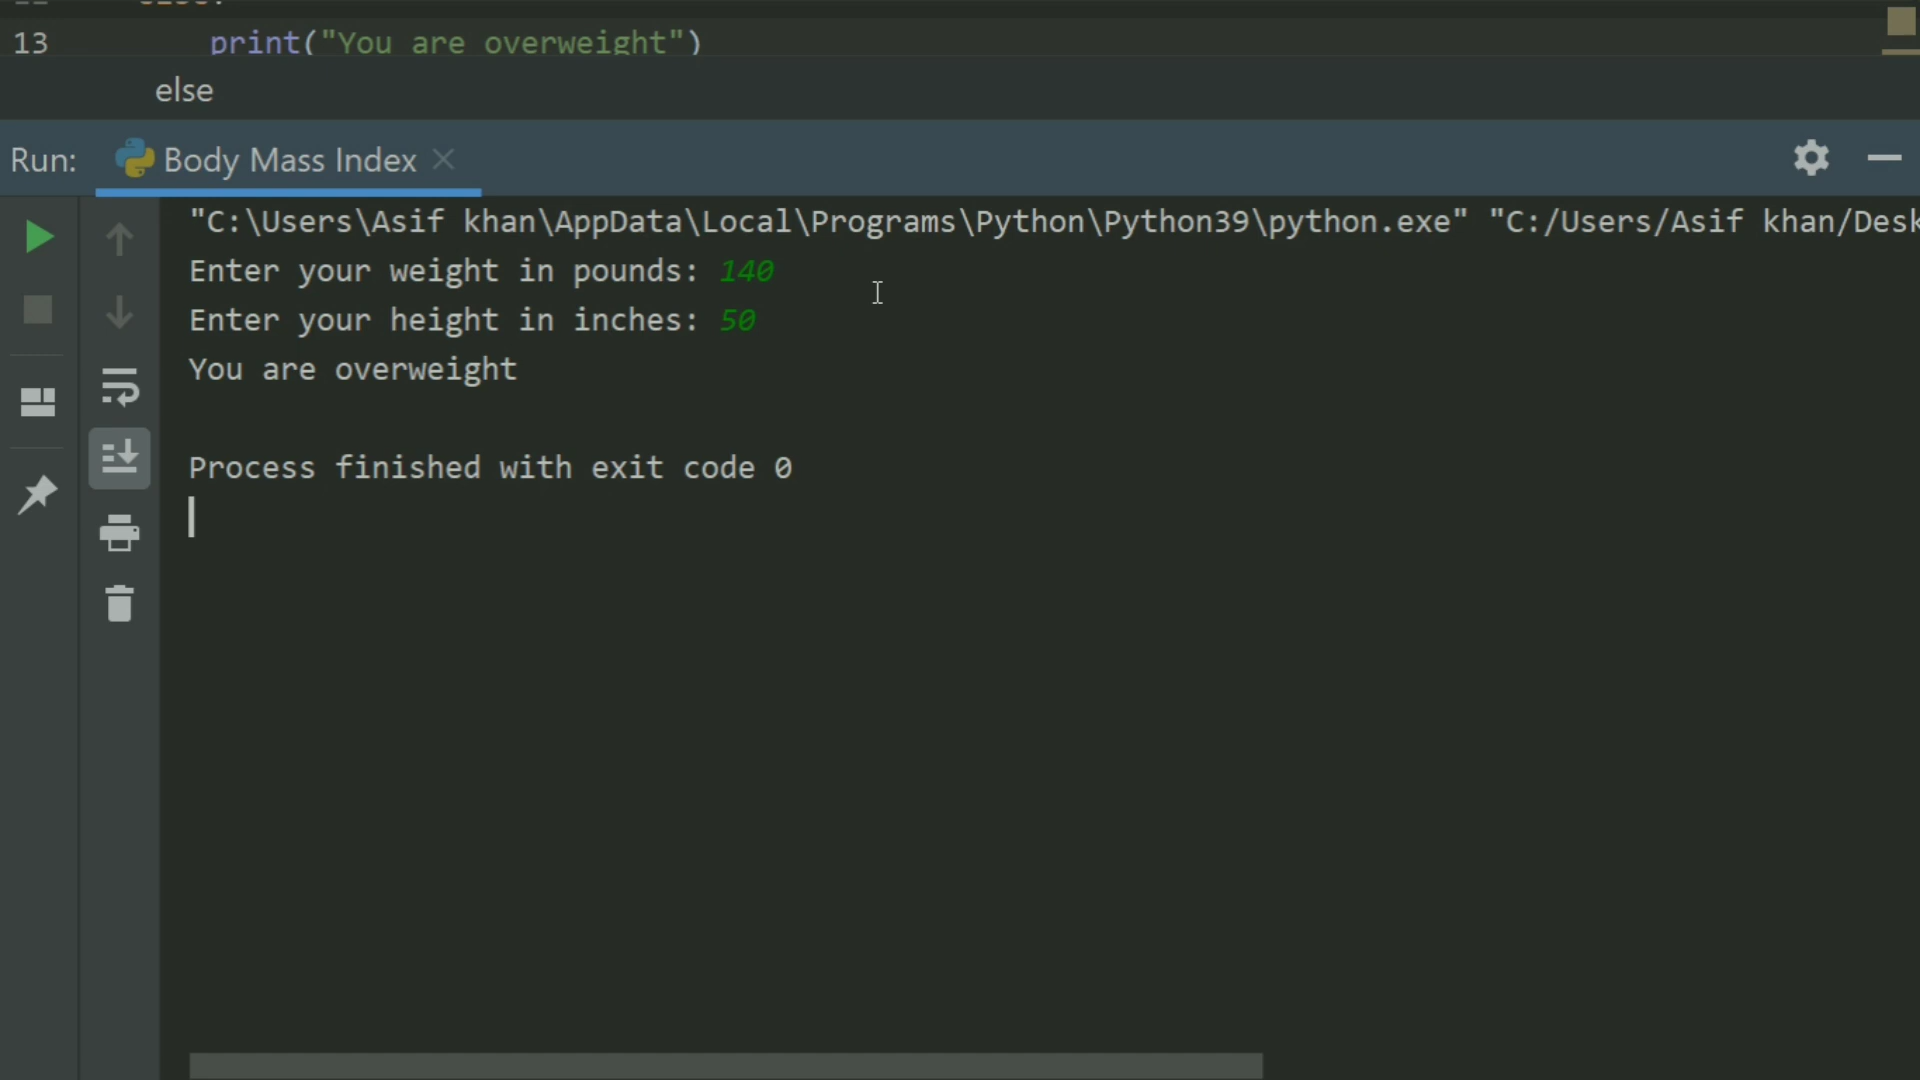 13 print("You are overweight")
else
Run: Body Mass Index
"C:\Users\Asif khan\AppData\Local\Programs\Python\Python39\python.exe" "C:/Users/Asif khan/Desk
Enter your weight in pounds: 140
Enter your height in inches: 50
You are overweight
Process finished with exit code 0